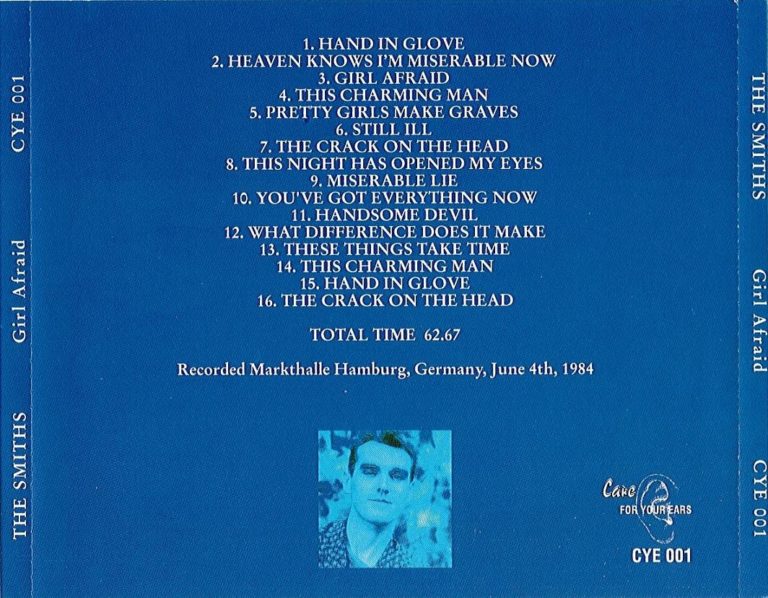 1. HAND IN GLOVE
2. HEAVEN KNOWS I'M MISERABLE NOW
3. GIRL AFRAID
4. THIS CHARMING MAN
5. PRETTY GIRLS MAKE GRAVES
6. STILL ILL
7. THE CRACK ON THE HEAD
8. THIS NIGHT HAS OPENED MY EYES
9. MISERABLE LIE
10. YOU'VE GOT EVERYTHING NOW
11. HANDSOME DEVIL
12. WHAT DIFFERENCE DOES IT MAKE
13. THESE THINGS TAKE TIME
14. THIS CHARMING MAN
15. HAND IN GLOVE
16. THE CRACK ON THE HEAD
TOTAL TIME 62.67
Recorded Markthalle Hamburg, Germany, June 4th, 1984
Care
FOR YOUR EARS
CYE 001
THE SMITHS Girl Afraid CYE 001
THE SMITHS Girl Afraid CYE 001